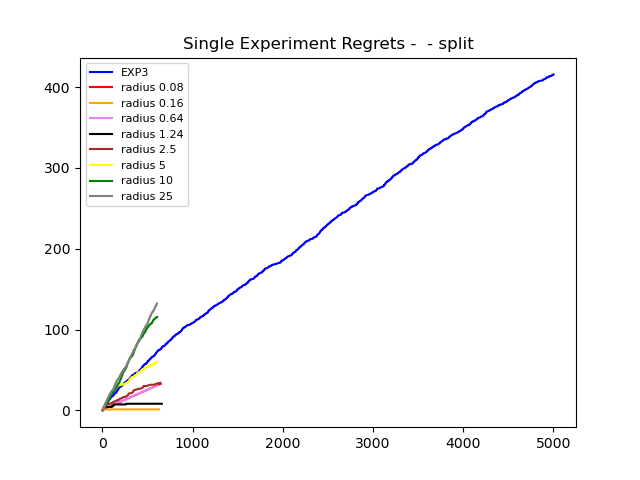 Single Experiment Regrets -  - split
EXP3
radius 0.08
radius 0.16
radius 0.64
radius 1.24
radius 2.5
radius 5
radius 10
radius 25
400
300
200
100
0
0 1000 2000 3000 4000 5000